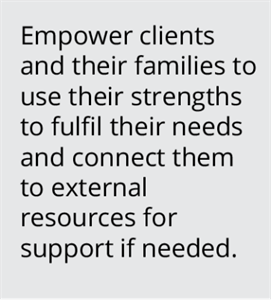 Empower clients
and their families to
use their strengths
to fulfil their needs
and connect them
to external
resources for
support if needed.